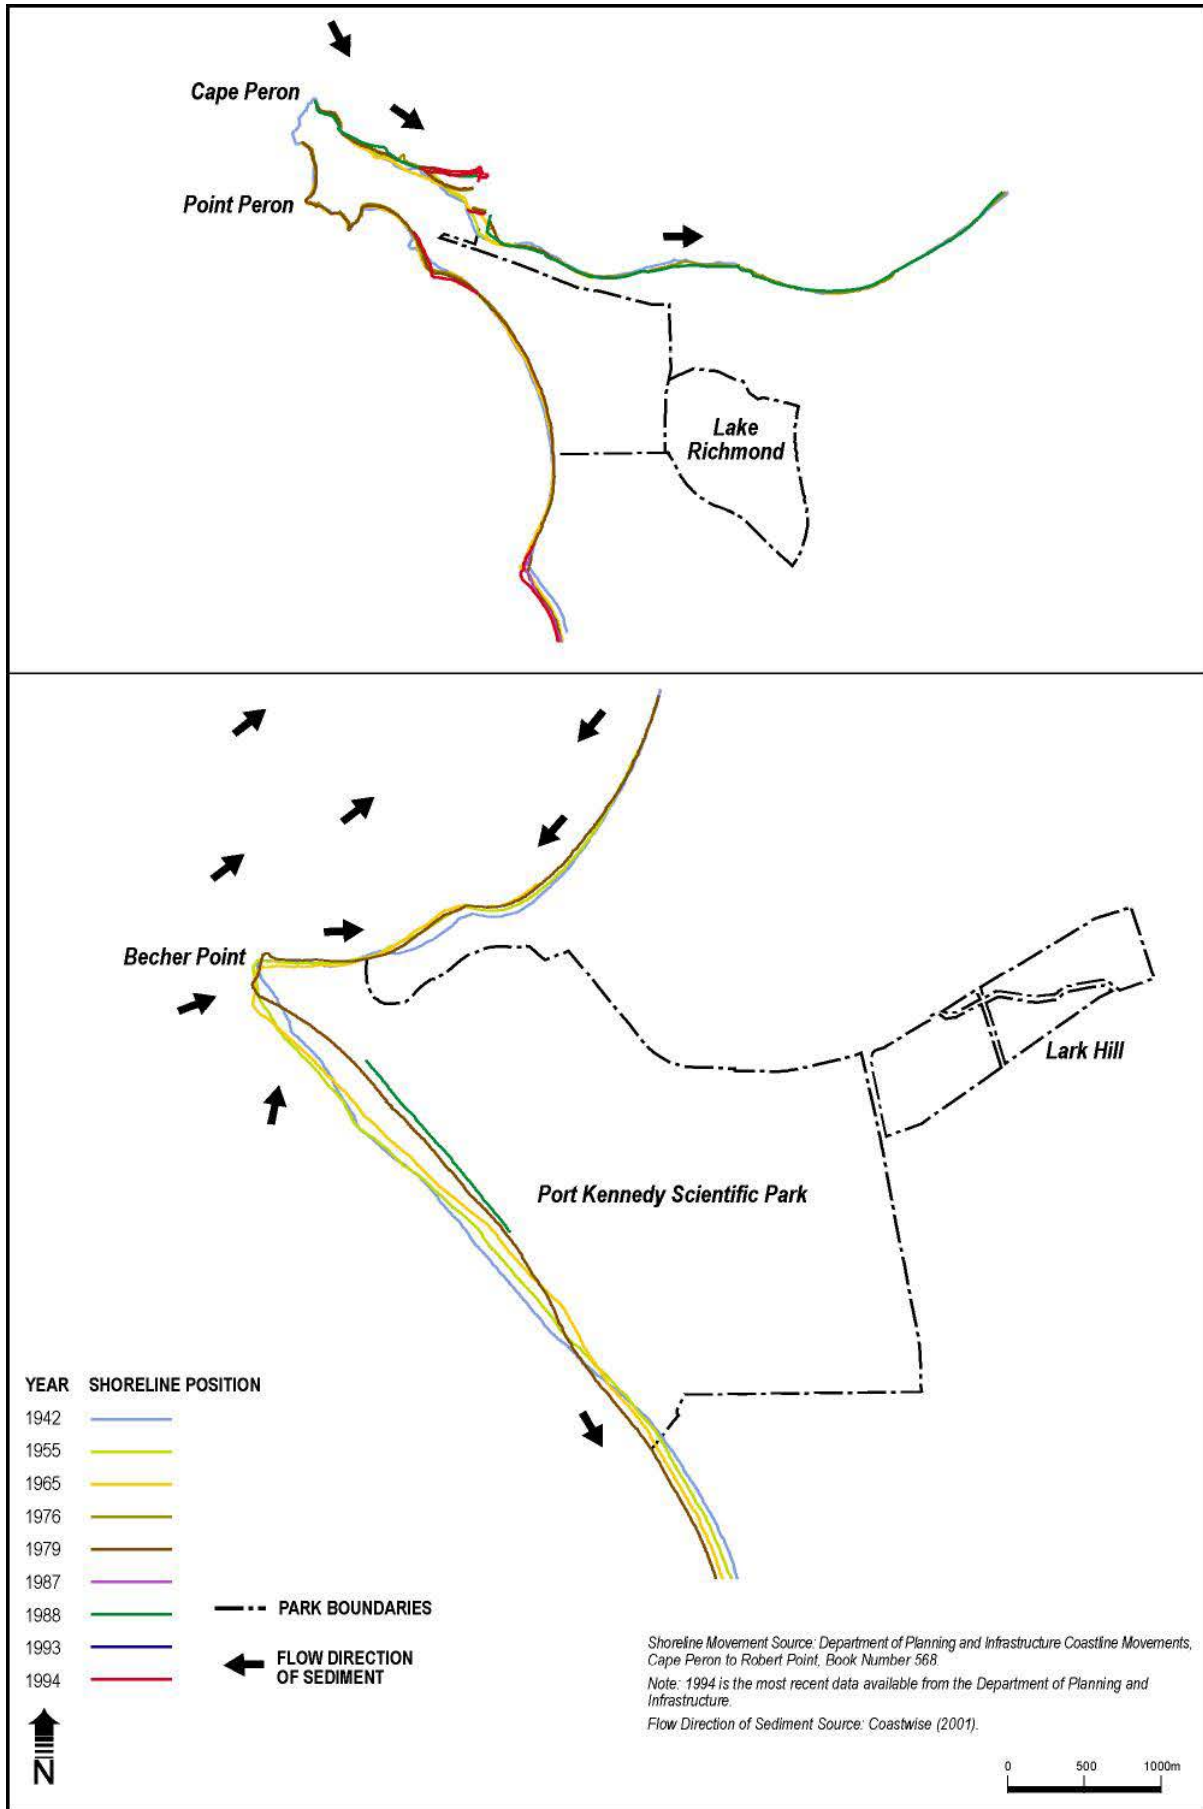 Cape Peron
Point Peron
Lake
Richmond
Becher Point
Lark Hill
Port Kennedy Scientific Park
YEAR SHORELINE POSITION
1942
1955
1965
1976
1979
1987
1988
1993
1994
PARK BOUNDARIES
FLOW DIRECTION
OF SEDIMENT
N
Shoreline Movement Source: Department of Planning and Infrastructure Coastline Movements,
Cape Peron to Robert Point, Book Number 568.
Note: 1994 is the most recent data available from the Department of Planning and
Infrastructure.
Flow Direction of Sediment Source: Coastwise (2001).
0 500 1000m